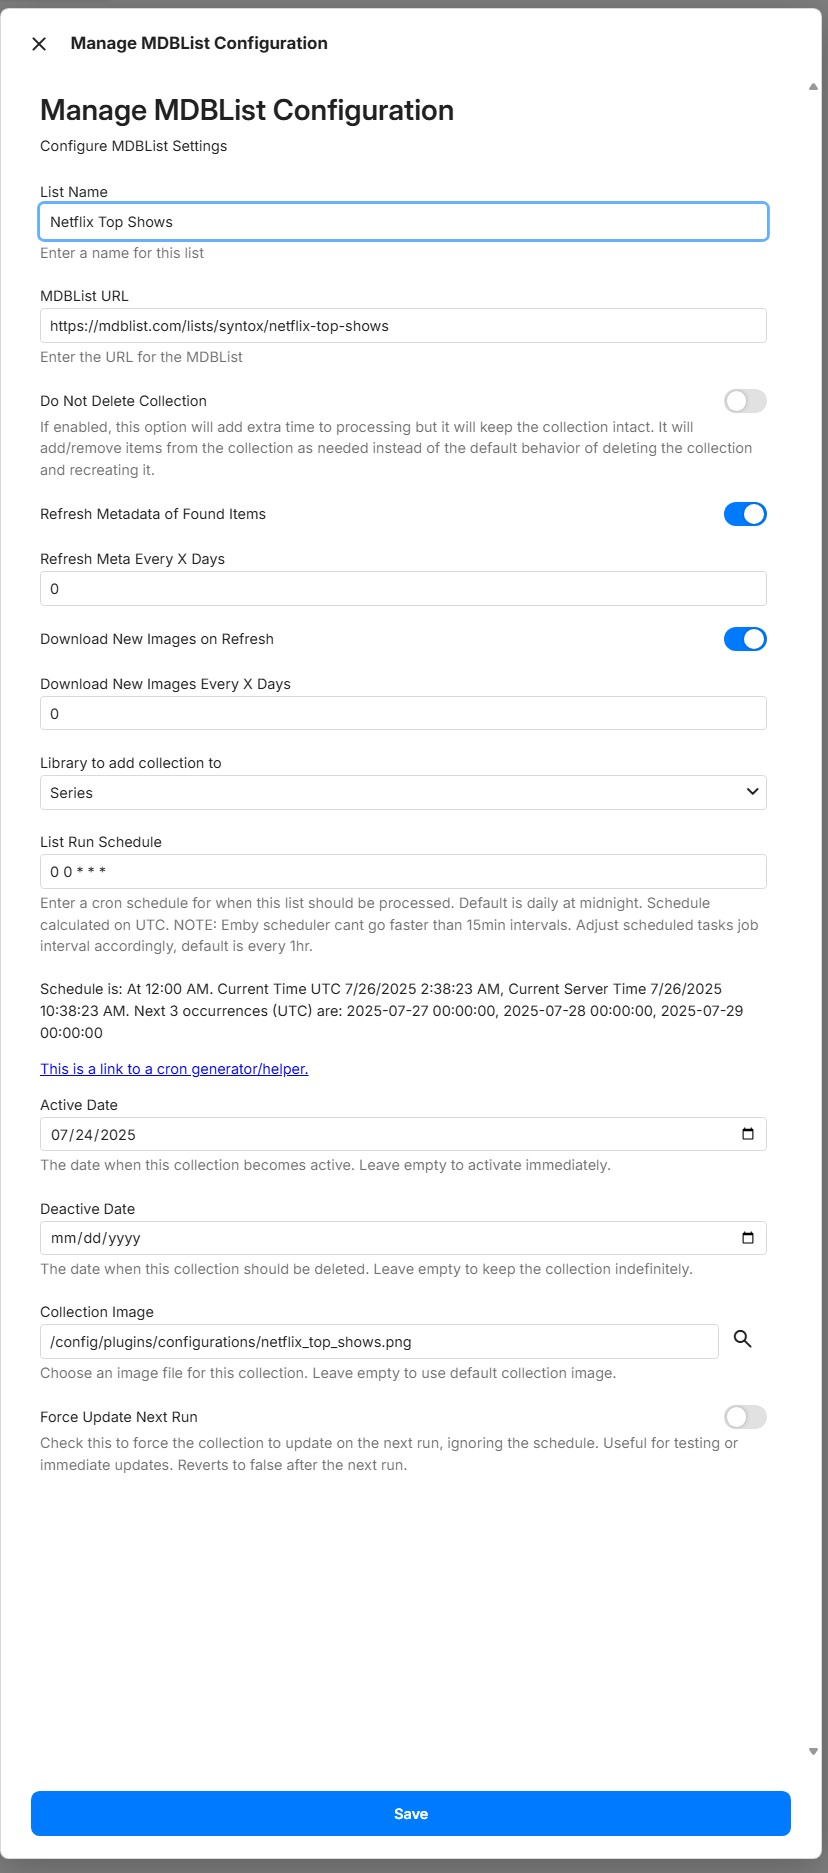 Manage MDBList Configuration
Manage MDBList Configuration
Configure MDBList Settings
List Name
Netflix Top Shows
Enter a name for this list
MDBList URL
https://mdblist.com/lists/syntox/netflix-top-shows
Enter the URL for the MDBList
Do Not Delete Collection
If enabled, this option will add extra time to processing but it will keep the collection intact. It will
add/remove items from the collection as needed instead of the default behavior of deleting the collection
and recreating it.
Refresh Metadata of Found Items
Refresh Meta Every X Days
0
Download New Images on Refresh
Download New Images Every X Days
0
Library to add collection to
Series
List Run Schedule
0 0 * * *
Enter a cron schedule for when this list should be processed. Default is daily at midnight. Schedule
calculated on UTC. NOTE: Emby scheduler cant go faster than 15min intervals. Adjust scheduled tasks job
interval accordingly, default is every 1hr.
Schedule is: At 12:00 AM. Current Time UTC 7/26/2025 2:38:23 AM, Current Server Time 7/26/2025
10:38:23 AM. Next 3 occurrences (UTC) are: 2025-07-27 00:00:00, 2025-07-28 00:00:00, 2025-07-29
00:00:00
This is a link to a cron generator/helper.
Active Date
07/24/2025
The date when this collection becomes active. Leave empty to activate immediately.
Deactive Date
mm/dd/yyyy
The date when this collection should be deleted. Leave empty to keep the collection indefinitely.
Collection Image
/config/plugins/configurations/netflix_top_shows.png
Choose an image file for this collection. Leave empty to use default collection image.
Force Update Next Run
Check this to force the collection to update on the next run, ignoring the schedule. Useful for testing or
immediate updates. Reverts to false after the next run.
Save